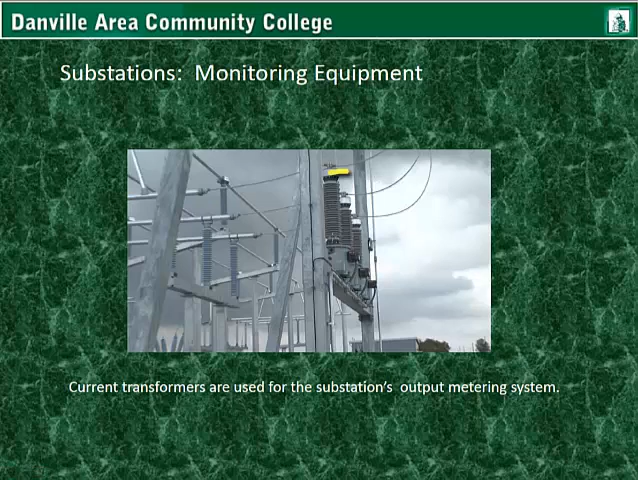 Danville Area Community College
Substations:  Monitoring Equipment
Current transformers are used for the substation's  output metering system.